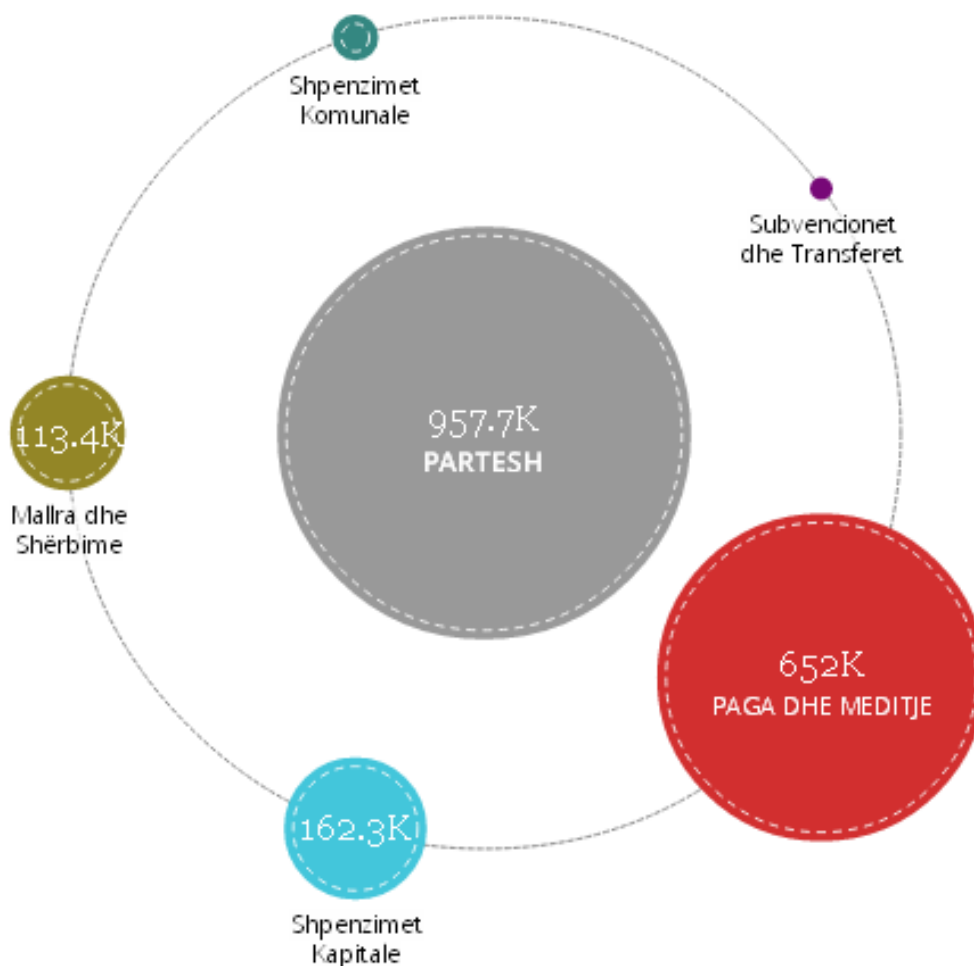 Shpenzimet
Komunale
Subvencionet
dhe Transferet
957.7K
PARTESH
113.4K
Mallra dhe
Shërbime
652K
PAGA DHE MEDITJE
162.3K
Shpenzimet
Kapitale